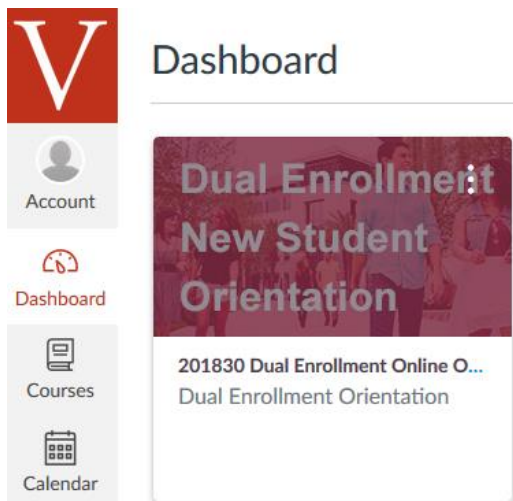 V
Dashboard
Account
Dashboard
Courses
Calendar
Dual Enrollment
New Student
Orientation
201830 Dual Enrollment Online O...
Dual Enrollment Orientation